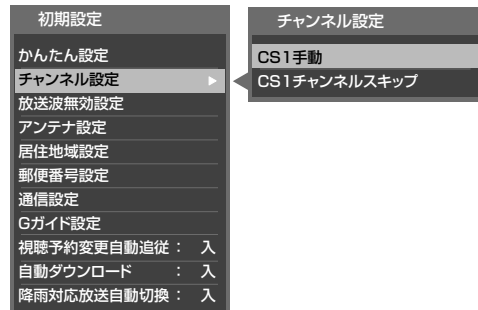 初期設定
かんたん設定
チャンネル設定
放送波無効設定
アンテナ設定
居住地域設定
郵便番号設定
通信設定
Gガイド設定
視聴予約変更自動追従： 入
自動ダウンロード ： 入
降雨対応放送自動切換： 入
チャンネル設定
CS1手動
CS1チャンネルスキップ